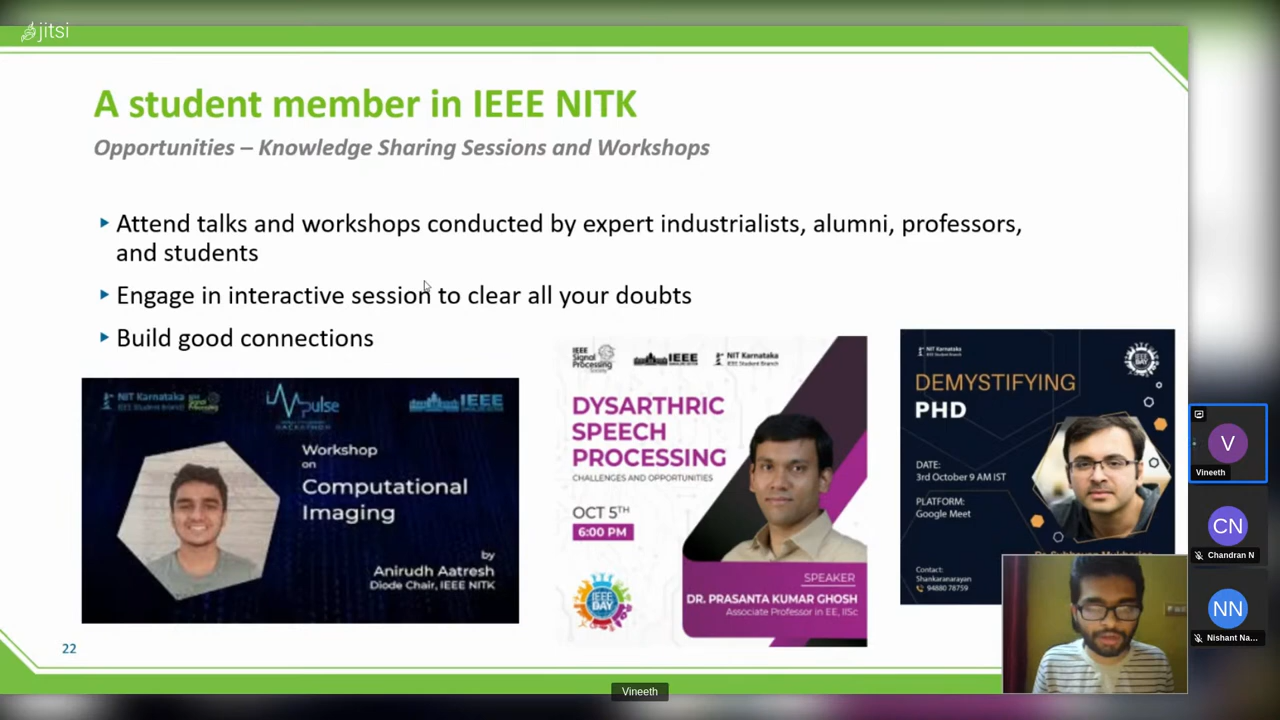 jitsi
A student member in IEEE NITK
Opportunities – Knowledge Sharing Sessions and Workshops
Attend talks and workshops conducted by expert industrialists, alumni, professors,
and students
Engage in interactive session to clear all your doubts
Build good connections
NIT Karnataka
IEEE
Workshop
on
Computational
Imaging
by
Anirudh Aatresh
Diode Chair, IEEE NITK
IEEE
Signal
Processing
Society
IEEE
NIT Karnataka
IEEE Student Branch
DYSARTHRIC
SPEECH
PROCESSING
CHALLENGES AND OPPORTUNITIES
OCT 5TH
6:00 PM
IEEE
DAY
SPEAKER
DR. PRASANTA KUMAR GHOSH
Associate Professor in EE, IISc
NIT Karnataka
IEEE Student Branch
DEMYSTIFYING
PHD
DATE:
3rd October 9 AM IST
PLATFORM:
Google Meet
Contact:
Shankaranarayan
94880 78759
22
V
Vineeth
CN
Chandran N
NN
Nishant Na...
Vineeth